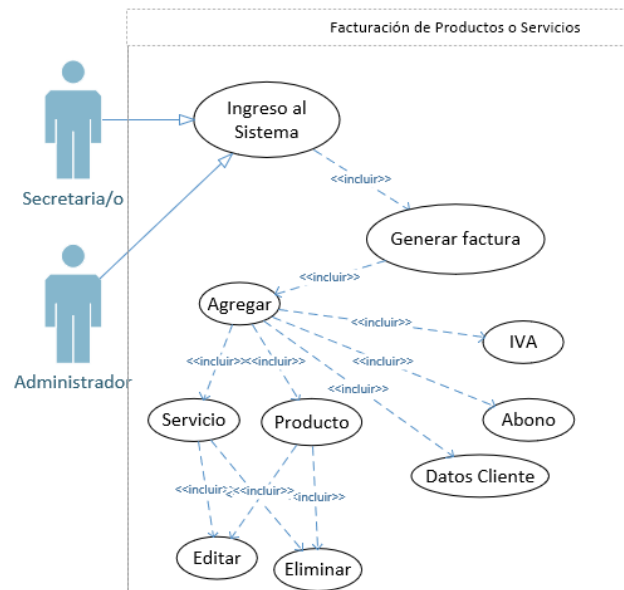 Facturación de Productos o Servicios
Ingreso al
Sistema
Secretaria/o
<<incluir>>
Generar factura
<<incluir>>
Administrador
Agregar
<<incluir>>
IVA
<<incluir>>
<<incluir>>
<<incluir>>
<<incluir>>
Servicio
Producto
Abono
Datos Cliente
<<incluir>>
<<incluir>>
<<incluir>>
Editar
Eliminar